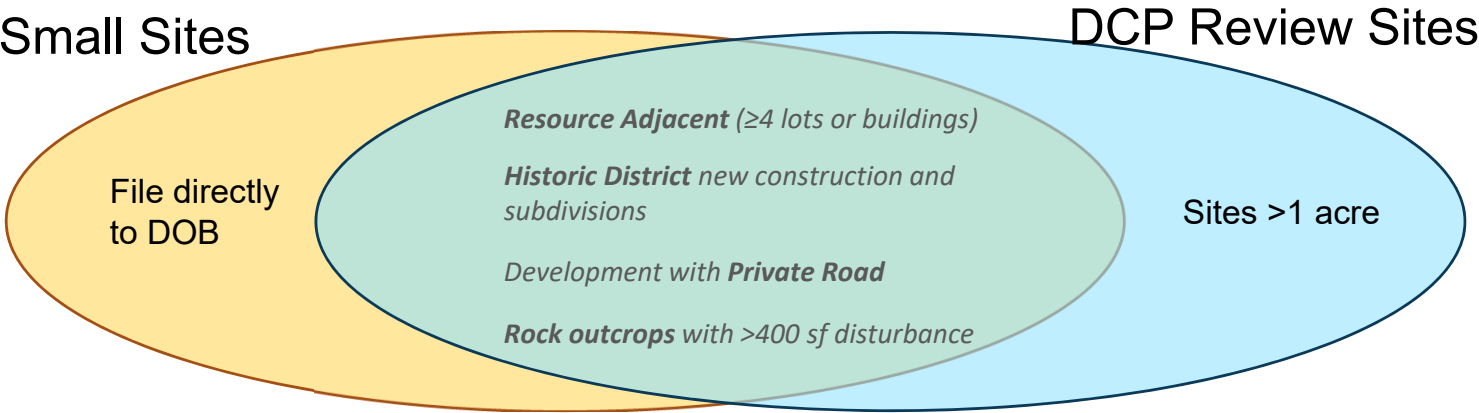 Small Sites
DCP Review Sites
File directly
to DOB
Resource Adjacent (≥4 lots or buildings)
Historic District new construction and
subdivisions
Development with Private Road
Rock outcrops with >400 sf disturbance
Sites >1 acre